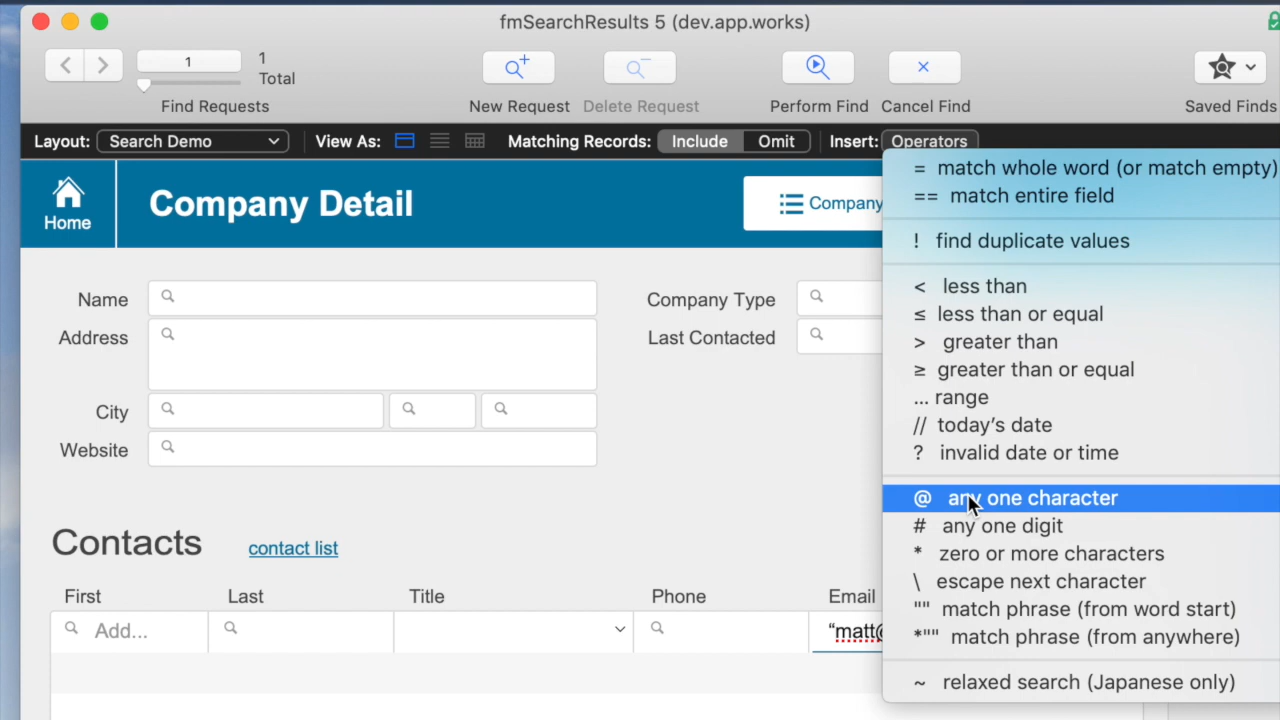 fmSearchResults 5 (dev.app.works)
1
1
Total
Find Requests
New Request
Delete Request
Perform Find
Cancel Find
Saved Finds
Layout: Search Demo
View As:
Matching Records: Include Omit
Insert: Operators
Home
Company Detail
Company
= match whole word (or match empty)
== match entire field
! find duplicate values
< less than
≤ less than or equal
> greater than
≥ greater than or equal
... range
// today's date
? invalid date or time
@ any one character
# any one digit
* zero or more characters
\ escape next character
"" match phrase (from word start)
*"" match phrase (from anywhere)
~ relaxed search (Japanese only)
Name
Company Type
Address
Last Contacted
City
Website
Contacts
contact list
First
Last
Title
Phone
Email
Add...
“matt@